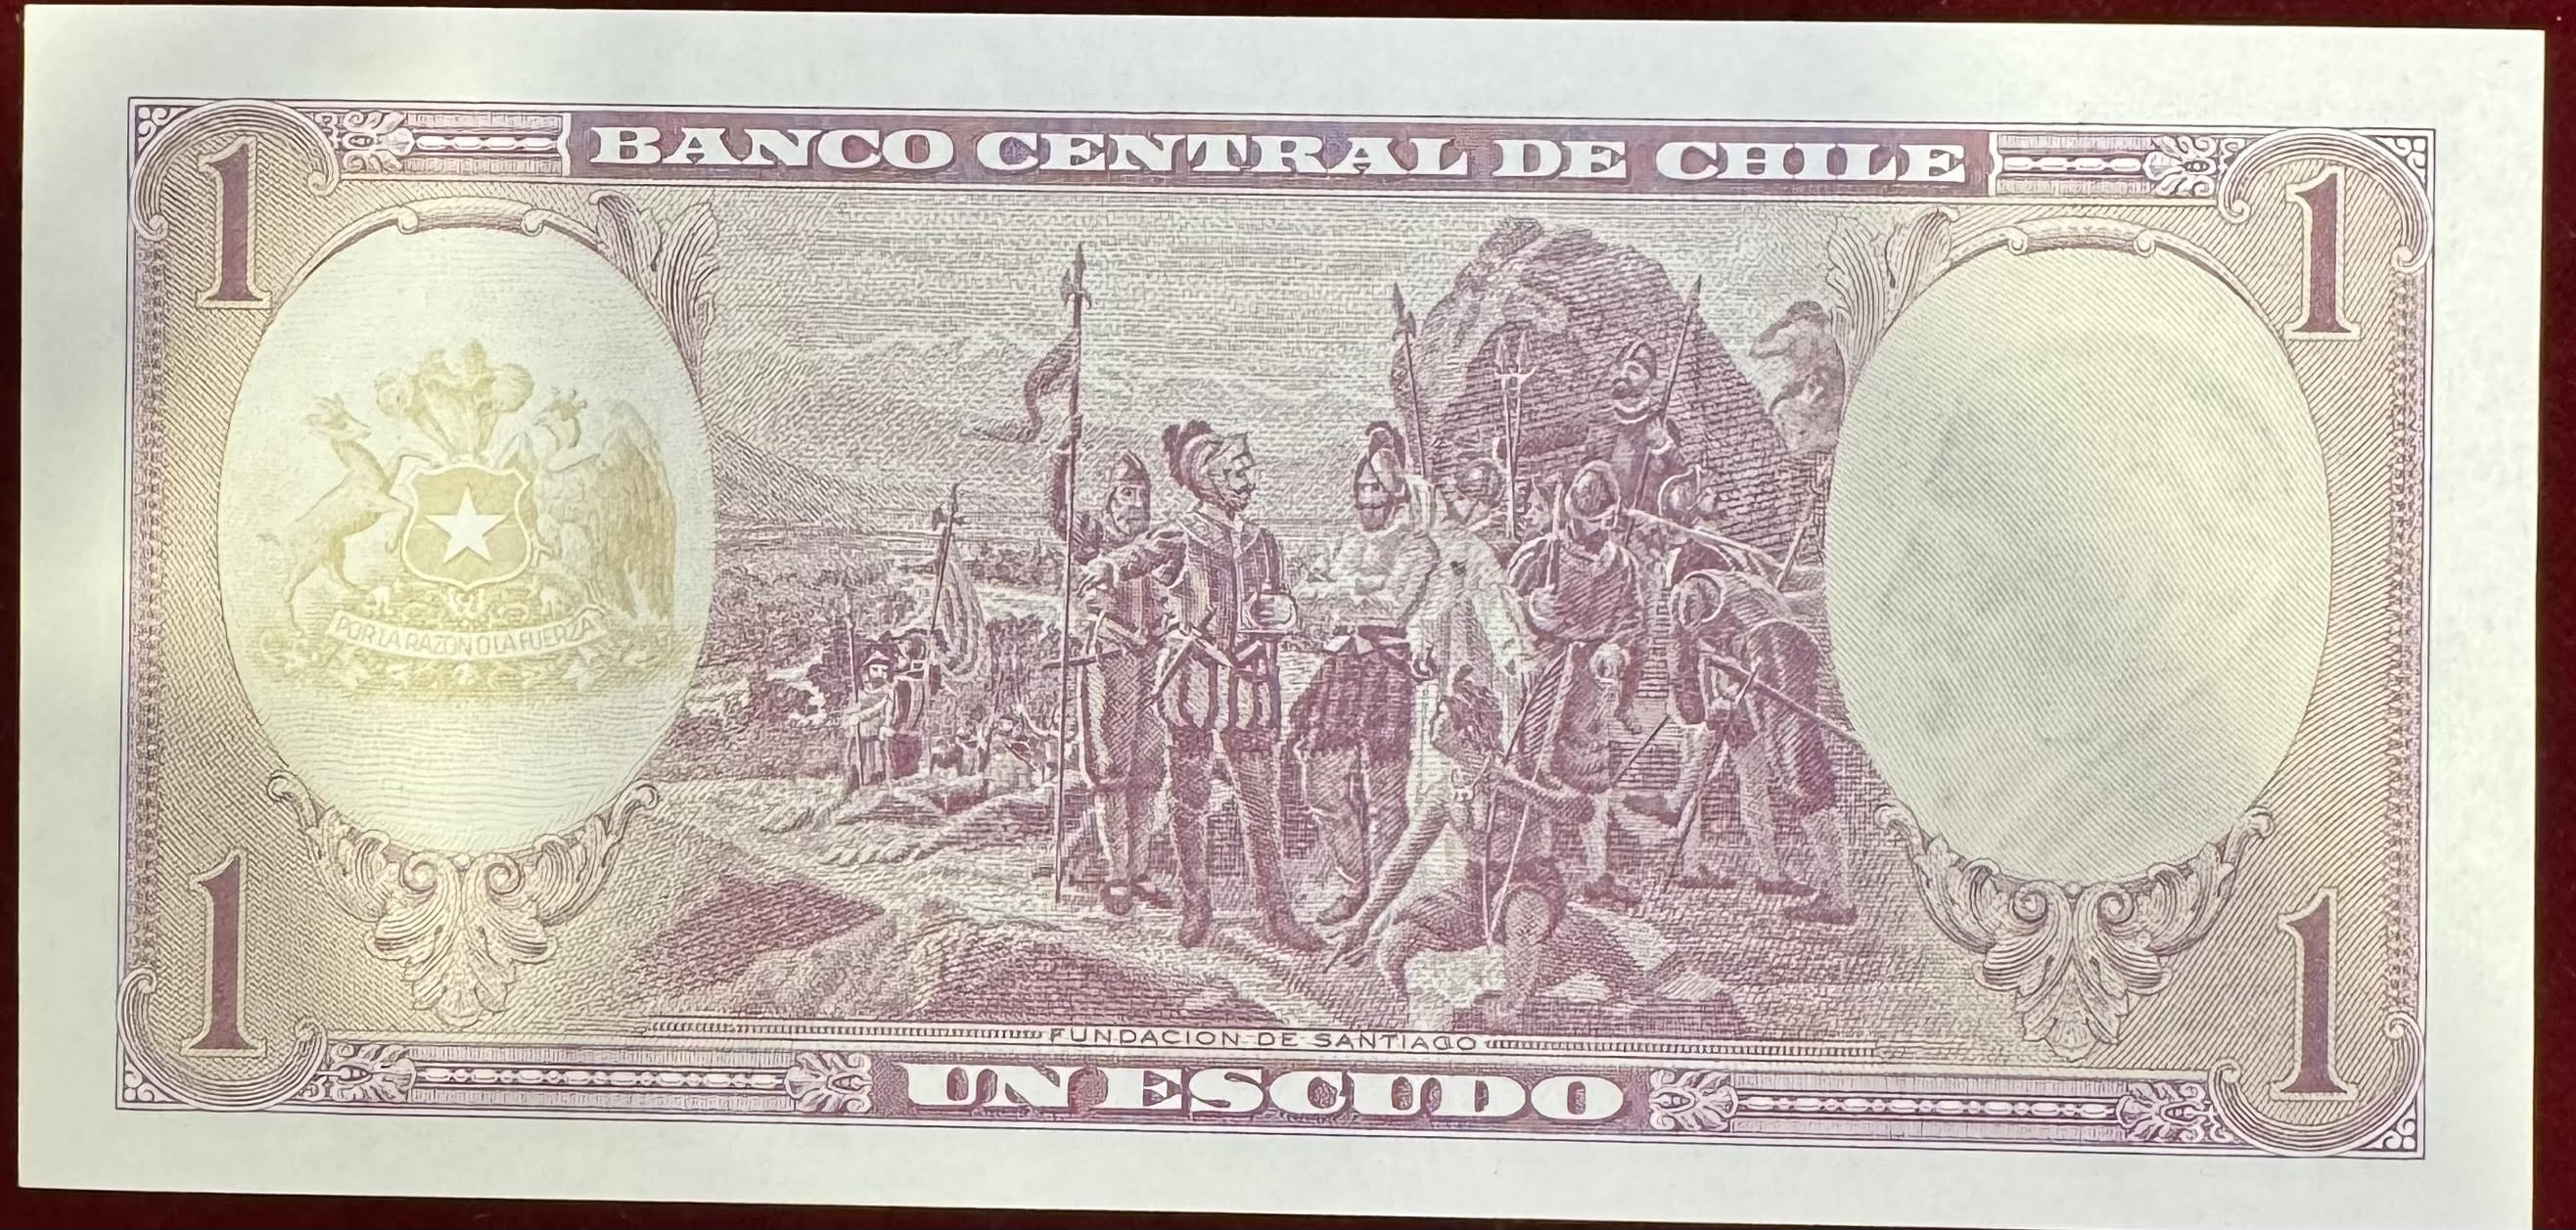 BANCO CENTRAL DE CHILE
1 1
POR LA RAZON O LA FUERZA
1 1
FUNDACION DE SANTIAGO
UN ESCUDO